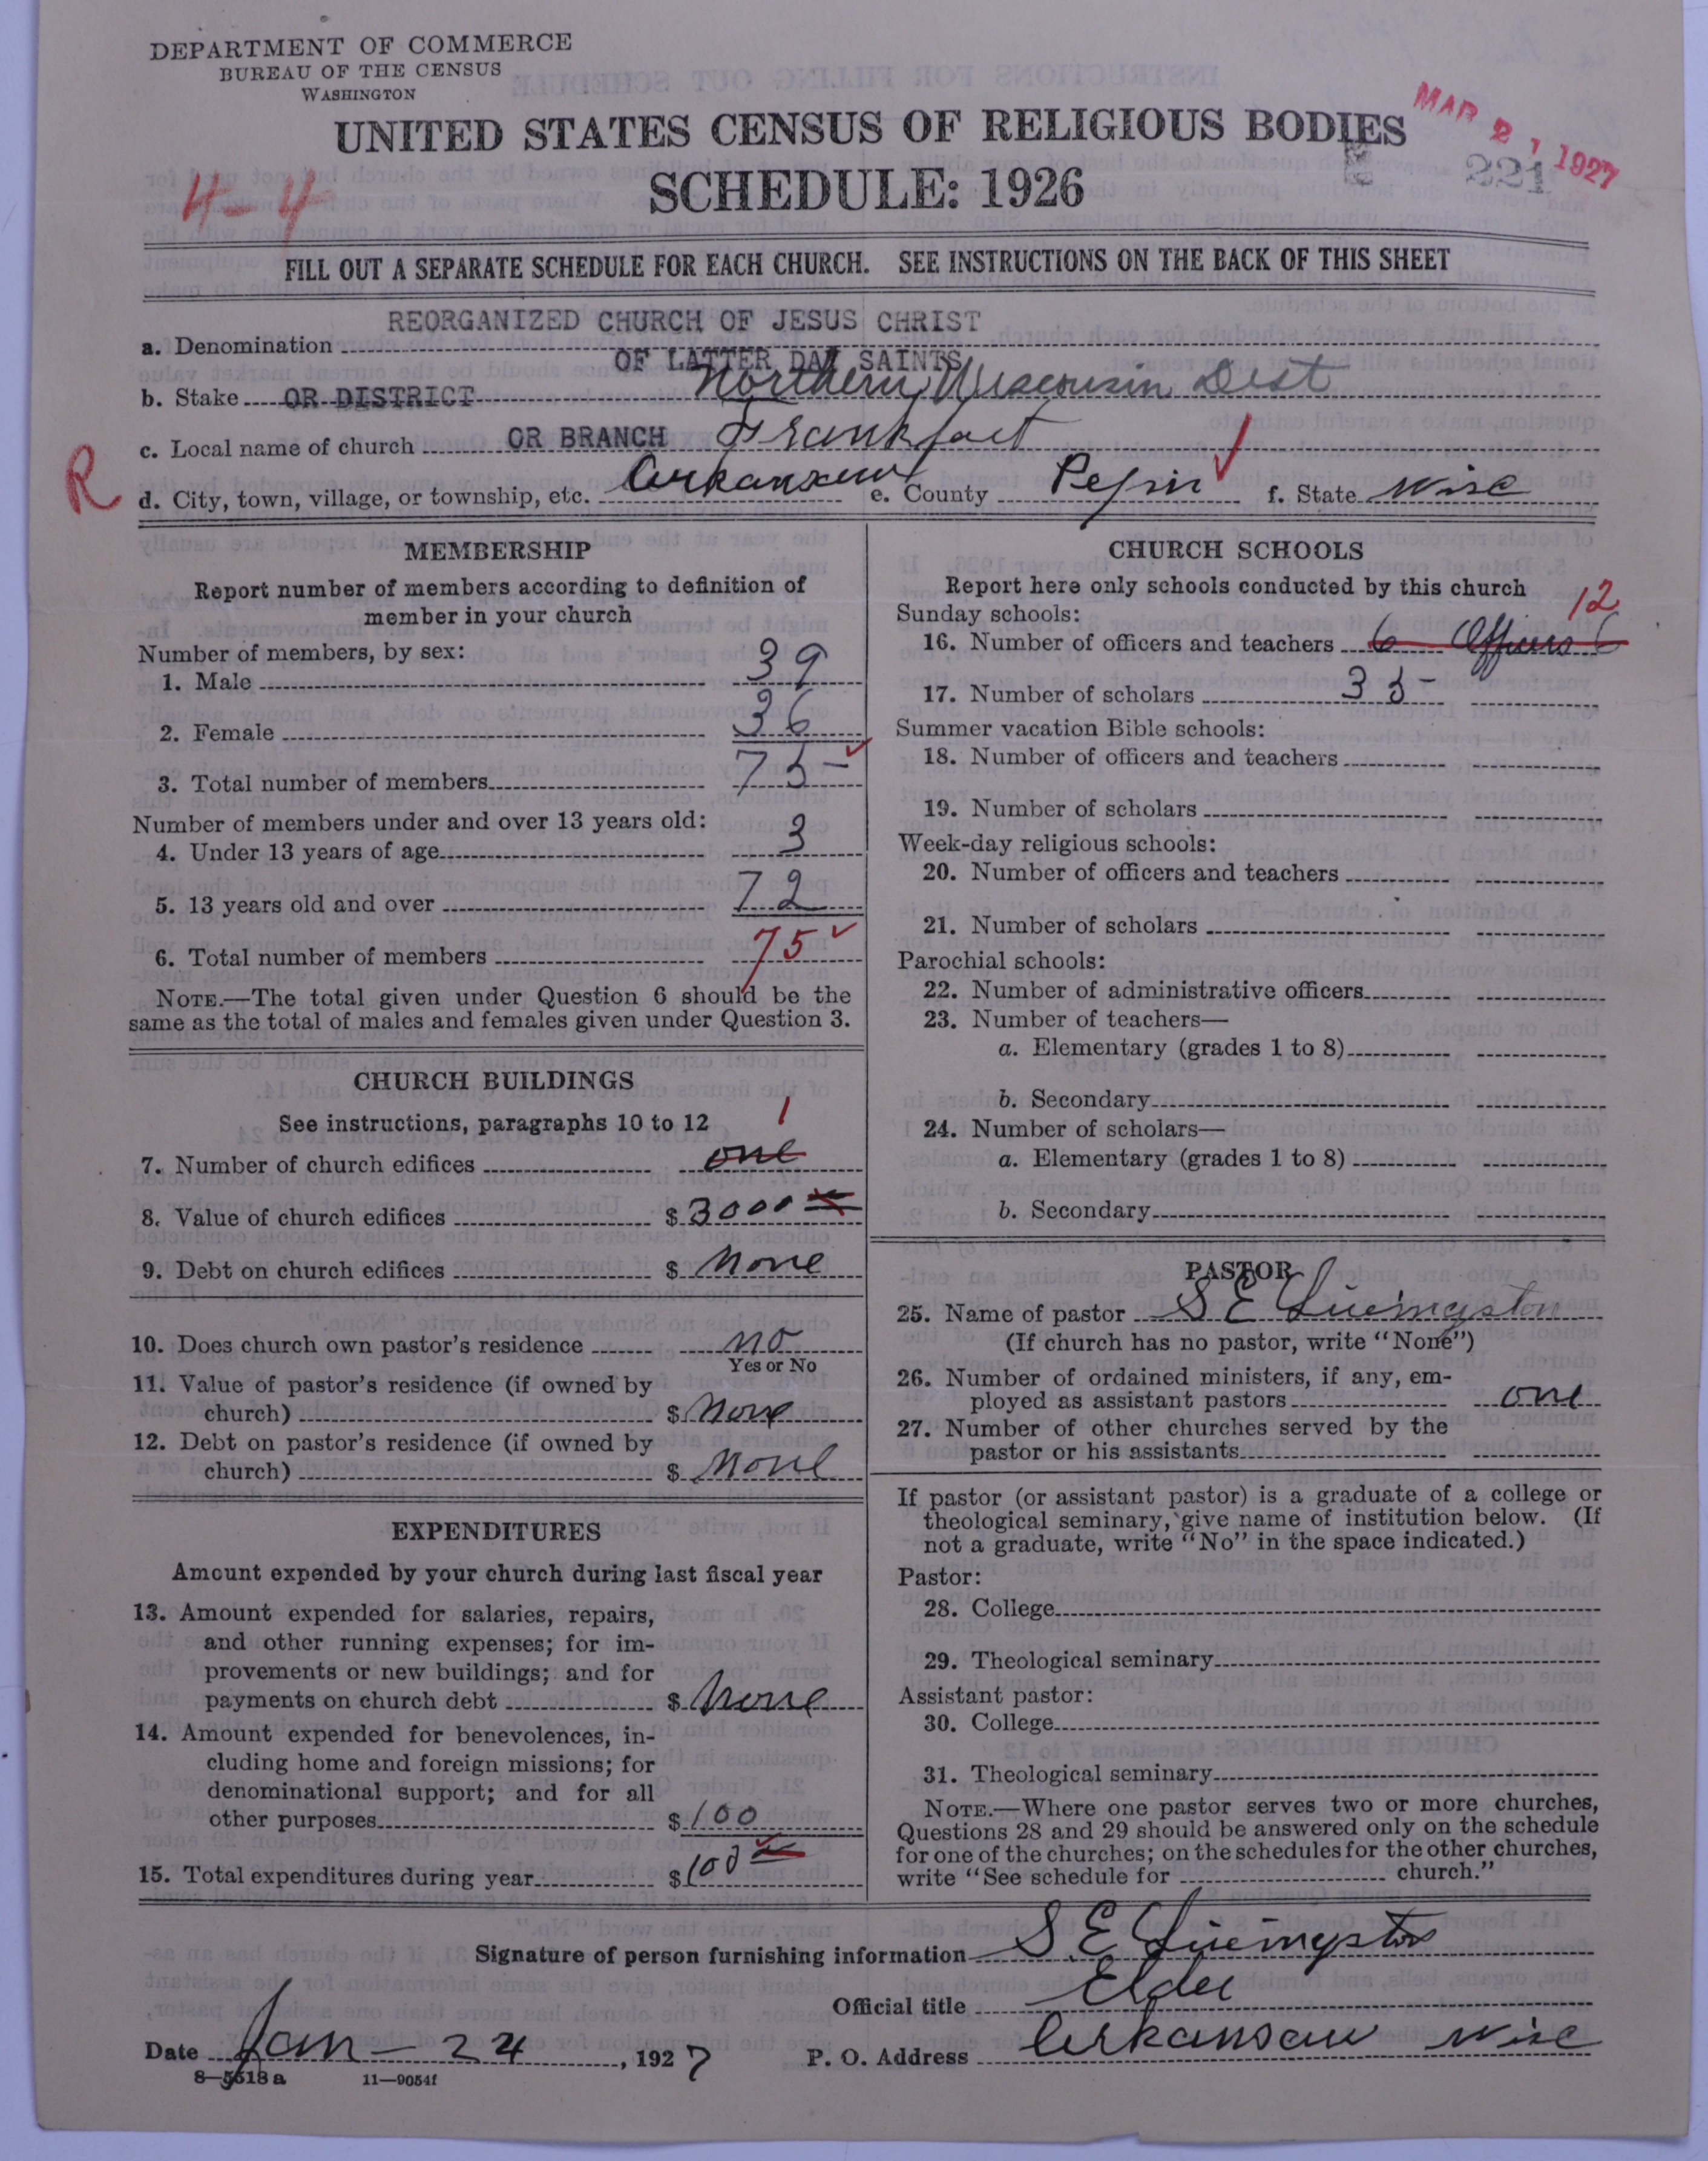 DEPARTMENT OF COMMERCE
BUREAU OF THE CENSUS
WASHINGTON
UNITED STATES CENSUS OF RELIGIOUS BODIES
MAR 21 1927
221
SCHEDULE: 1926
4-4
FILL OUT A SEPARATE SCHEDULE FOR EACH CHURCH. SEE INSTRUCTIONS ON THE BACK OF THIS SHEET
REORGANIZED CHURCH OF JESUS CHRIST
a. Denomination
OF LATTER DAY SAINTS
b. Stake OR DISTRICT Northern Wisconsin Dist
c. Local name of church OR BRANCH Frankfort
R d. City, town, village, or township, etc. Arkansaw e. County Pepin f. State Wisc
MEMBERSHIP
Report number of members according to definition of
member in your church
Number of members, by sex:
1. Male 39
2. Female 36
3. Total number of members 75
Number of members under and over 13 years old:
4. Under 13 years of age 3
5. 13 years old and over 72
6. Total number of members 75
NOTE.—The total given under Question 6 should be the
same as the total of males and females given under Question 3.
CHURCH BUILDINGS
See instructions, paragraphs 10 to 12
1
7. Number of church edifices one
8. Value of church edifices $ 3000
9. Debt on church edifices $ None
10. Does church own pastor's residence no
Yes or No
11. Value of pastor's residence (if owned by
church) $ None
12. Debt on pastor's residence (if owned by
church) $ None
EXPENDITURES
Amount expended by your church during last fiscal year
13. Amount expended for salaries, repairs,
and other running expenses; for im-
provements or new buildings; and for
payments on church debt $ None
14. Amount expended for benevolences, in-
cluding home and foreign missions; for
denominational support; and for all
other purposes $ 100
15. Total expenditures during year $ 100
CHURCH SCHOOLS
Report here only schools conducted by this church
12
Sunday schools:
16. Number of officers and teachers 6 Officers 6
17. Number of scholars 35
Summer vacation Bible schools:
18. Number of officers and teachers
19. Number of scholars
Week-day religious schools:
20. Number of officers and teachers
21. Number of scholars
Parochial schools:
22. Number of administrative officers
23. Number of teachers—
a. Elementary (grades 1 to 8)
b. Secondary
24. Number of scholars—
a. Elementary (grades 1 to 8)
b. Secondary
PASTOR
25. Name of pastor S E Livingston
(If church has no pastor, write "None")
26. Number of ordained ministers, if any, em-
ployed as assistant pastors one
27. Number of other churches served by the
pastor or his assistants
If pastor (or assistant pastor) is a graduate of a college or
theological seminary, give name of institution below. (If
not a graduate, write "No" in the space indicated.)
Pastor:
28. College
29. Theological seminary
Assistant pastor:
30. College
31. Theological seminary
NOTE.—Where one pastor serves two or more churches,
Questions 28 and 29 should be answered only on the schedule
for one of the churches; on the schedules for the other churches,
write "See schedule for church."
Signature of person furnishing information S E Livingston
Official title Elder
Date Jan - 24, 1927 P. O. Address Arkansaw Wisc
8—5518 a 11—9054f